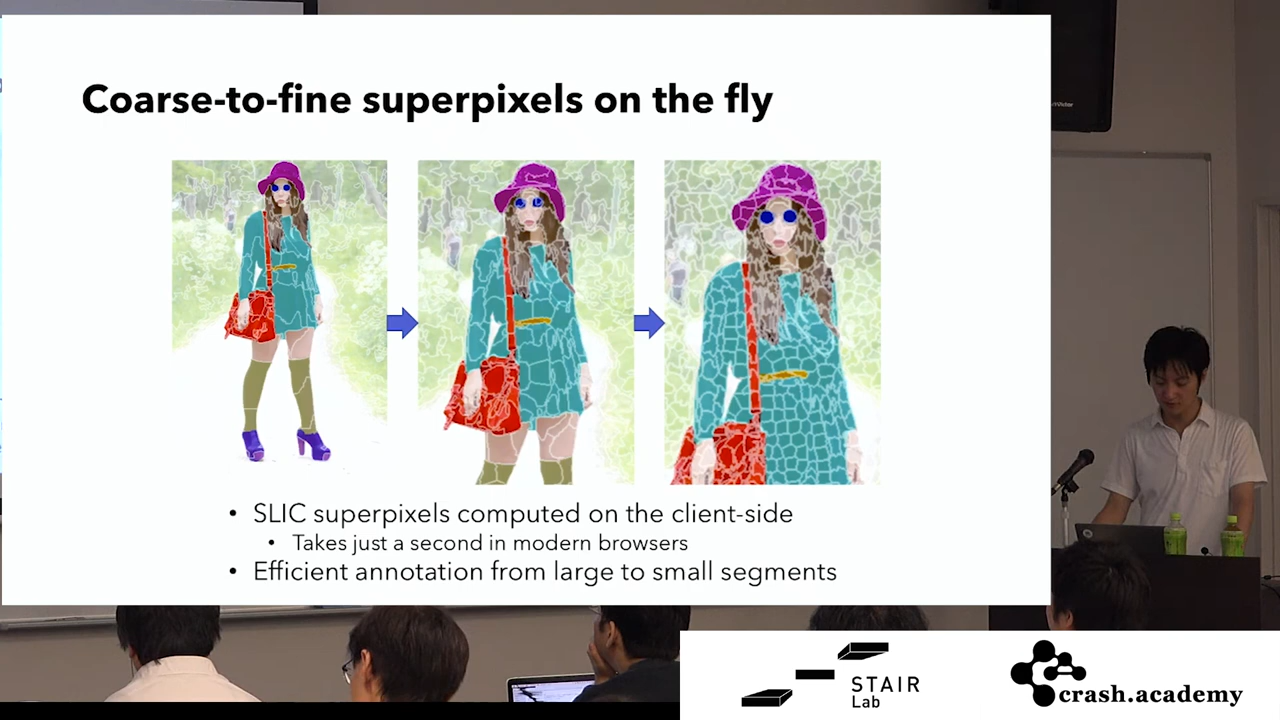 Coarse-to-fine superpixels on the fly
• SLIC superpixels computed on the client-side
• Takes just a second in modern browsers
• Efficient annotation from large to small segments
STAIR
Lab
crash.academy